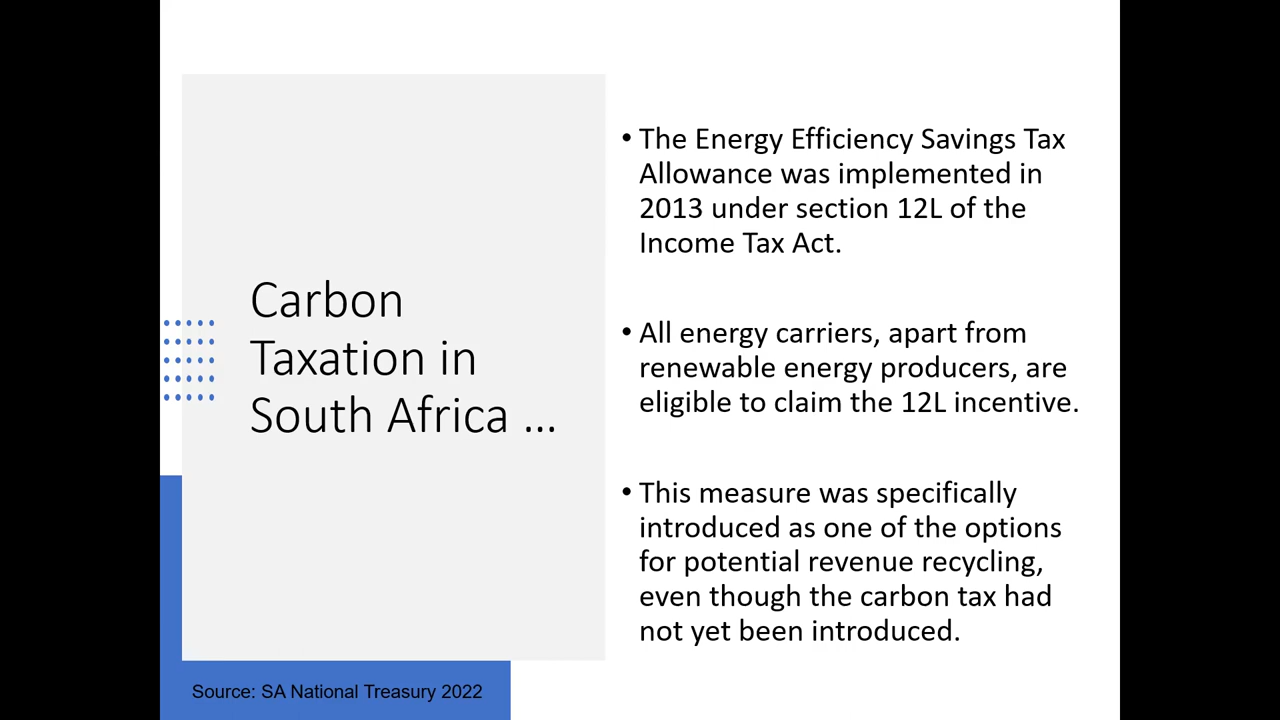 Carbon
Taxation in
South Africa ...
• The Energy Efficiency Savings Tax
Allowance was implemented in
2013 under section 12L of the
Income Tax Act.
• All energy carriers, apart from
renewable energy producers, are
eligible to claim the 12L incentive.
• This measure was specifically
introduced as one of the options
for potential revenue recycling,
even though the carbon tax had
not yet been introduced.
Source: SA National Treasury 2022